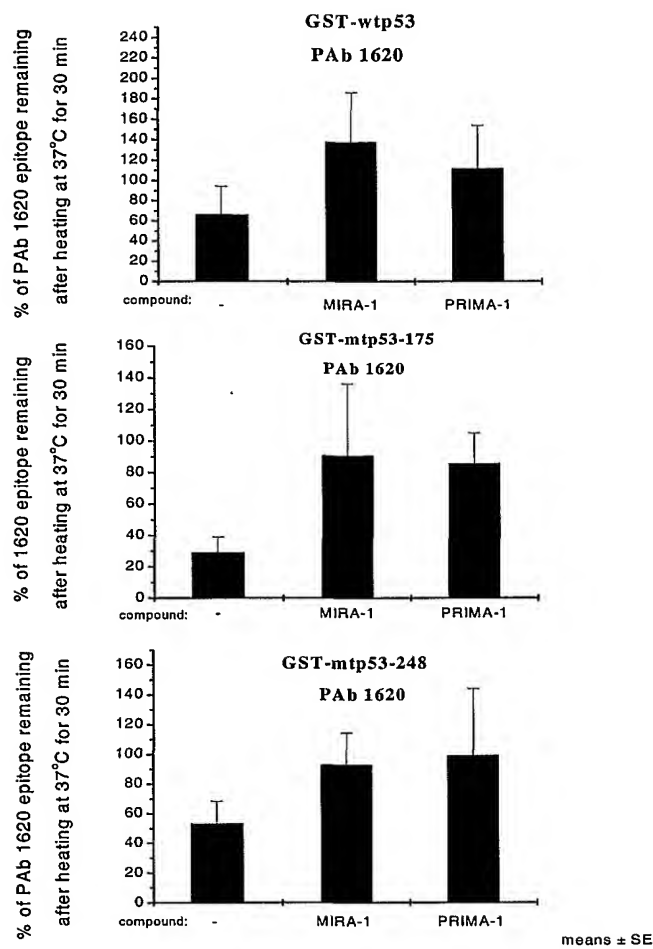 GST-wtp53
PAb 1620
% of PAb 1620 epitope remaining
after heating at 37°C for 30 min
240
220
200
180
160
140
120
100
80
60
40
20
0
compound: - MIRA-1 PRIMA-1
GST-mtp53-175
PAb 1620
% of 1620 epitope remaining
after heating at 37°C for 30 min
160
140
120
100
80
60
40
20
0
compound: - MIRA-1 PRIMA-1
GST-mtp53-248
PAb 1620
% of PAb 1620 epitope remaining
after heating at 37°C for 30 min
160
140
120
100
80
60
40
20
0
compound: - MIRA-1 PRIMA-1
means ± SE